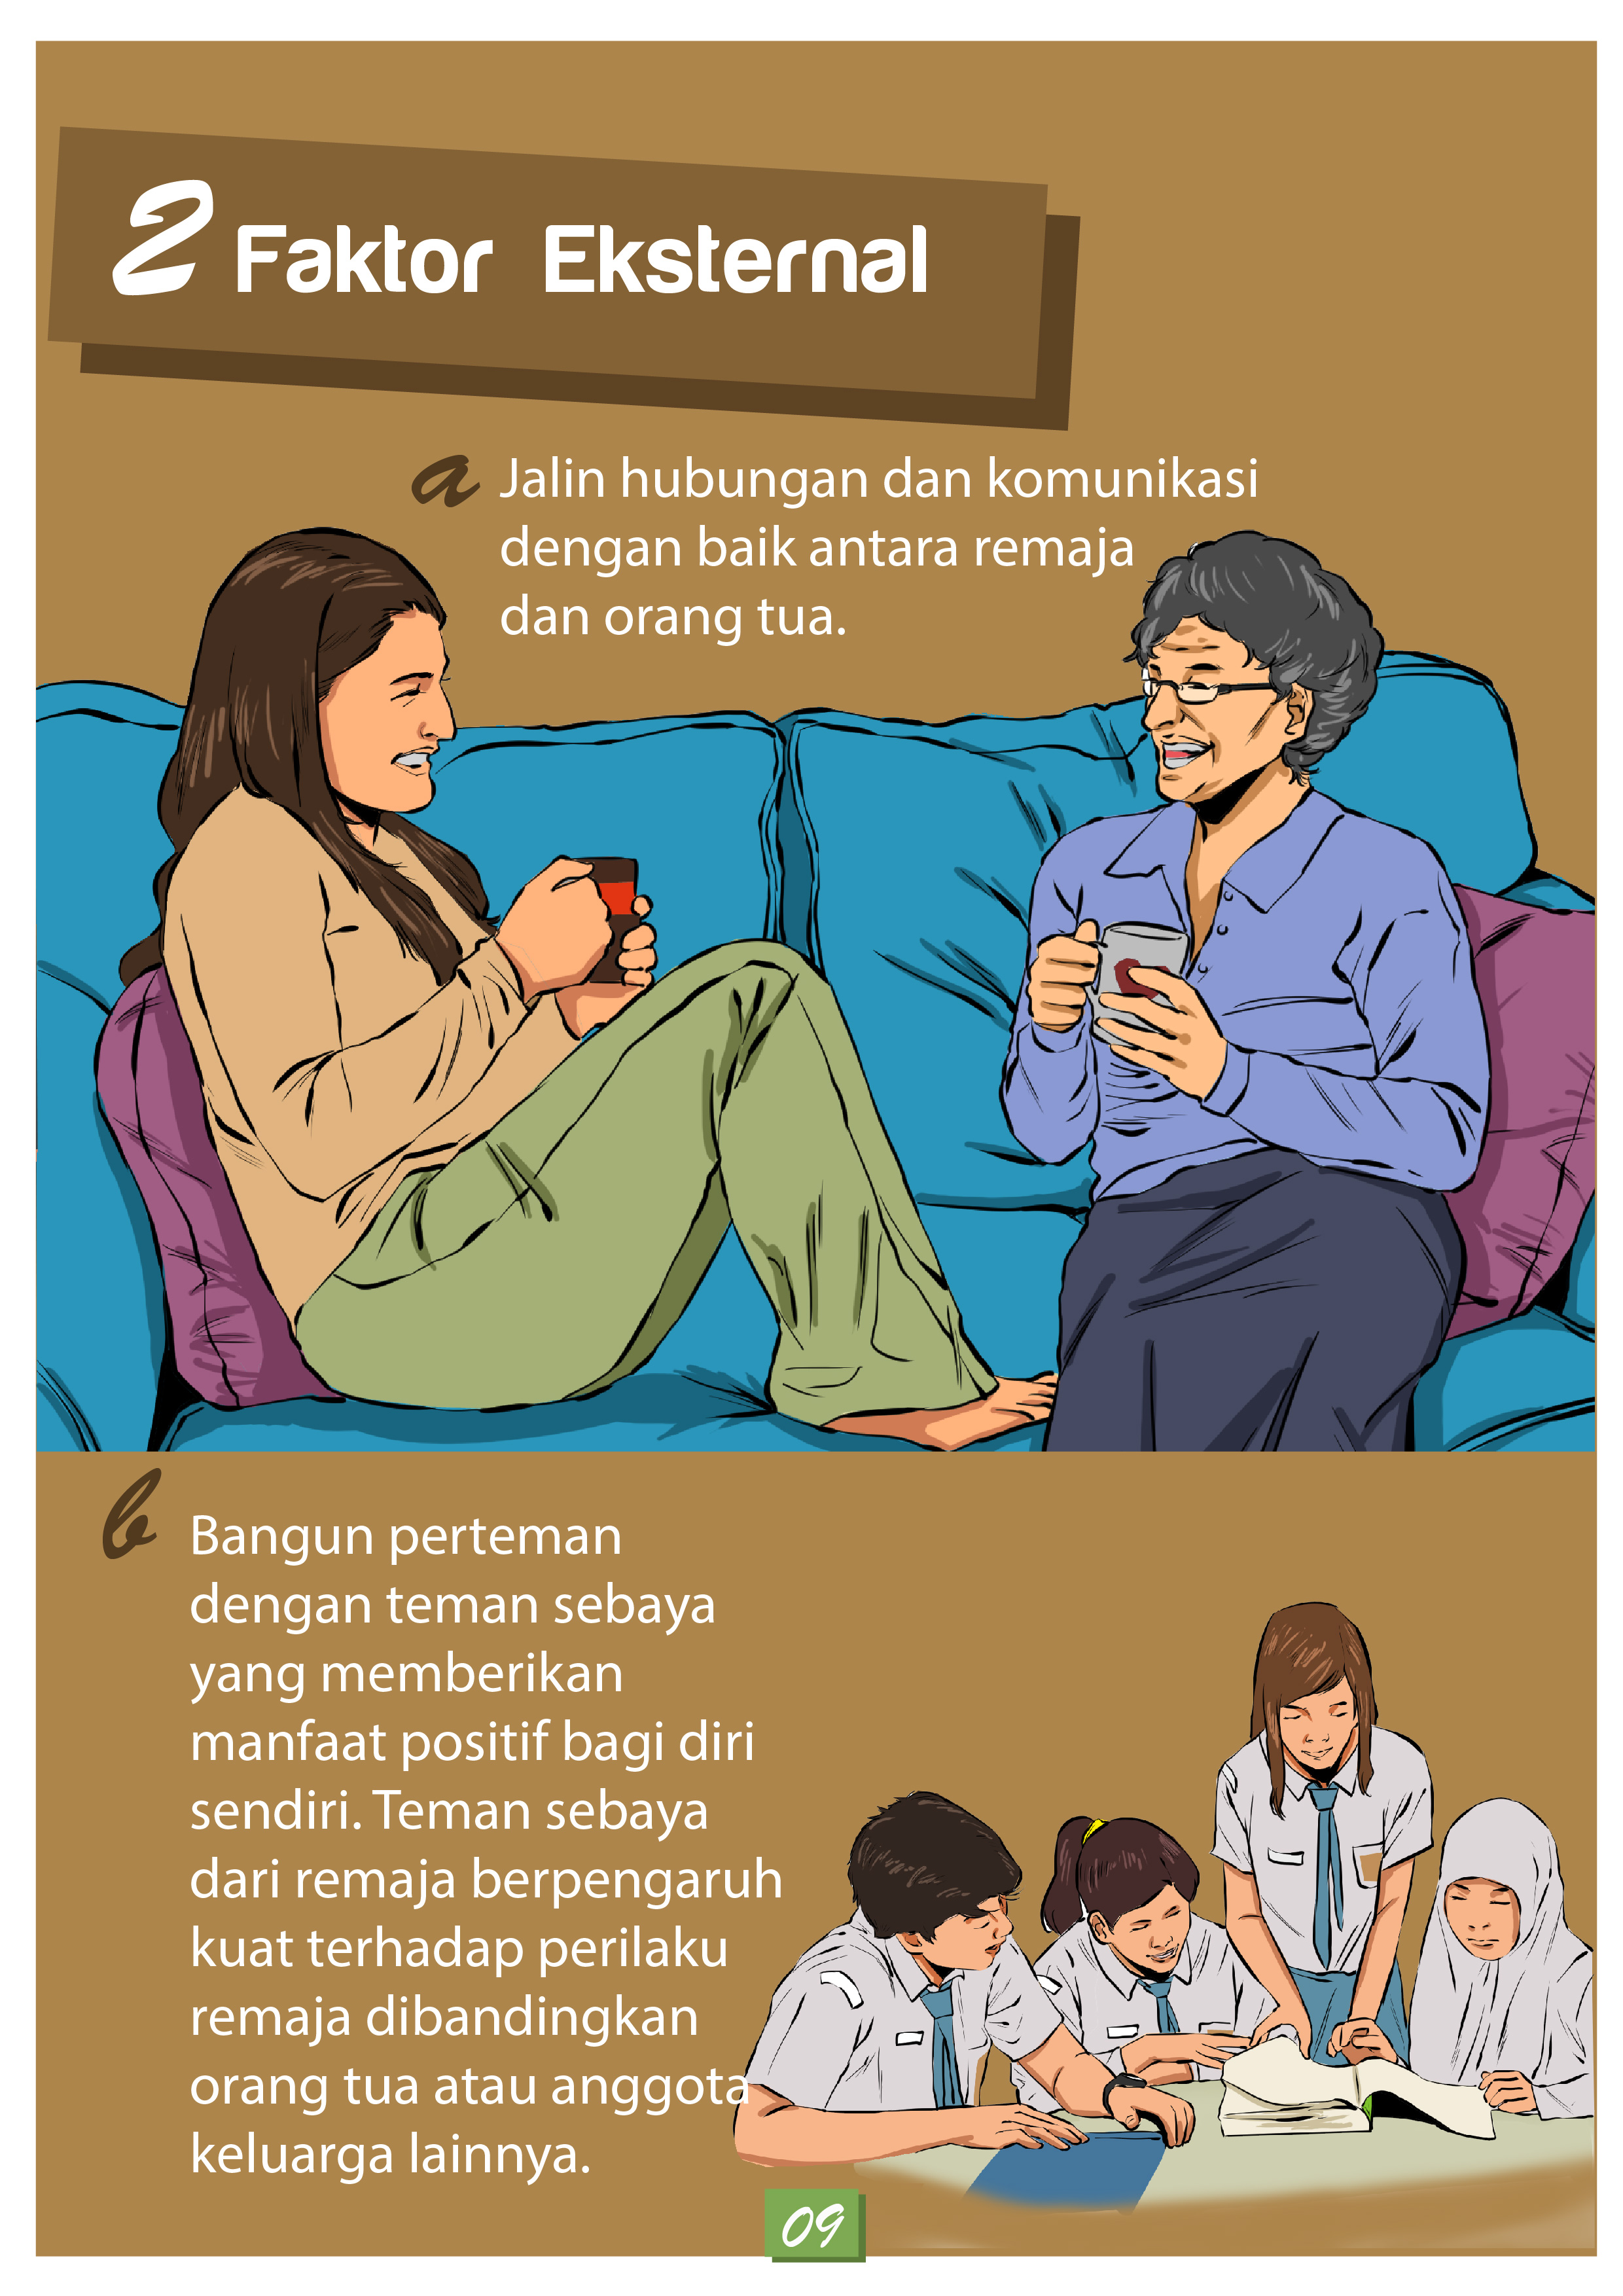 2 Faktor Eksternal
a Jalin hubungan dan komunikasi
dengan baik antara remaja
dan orang tua.
b Bangun perteman
dengan teman sebaya
yang memberikan
manfaat positif bagi diri
sendiri. Teman sebaya
dari remaja berpengaruh
kuat terhadap perilaku
remaja dibandingkan
orang tua atau anggota
keluarga lainnya.
09